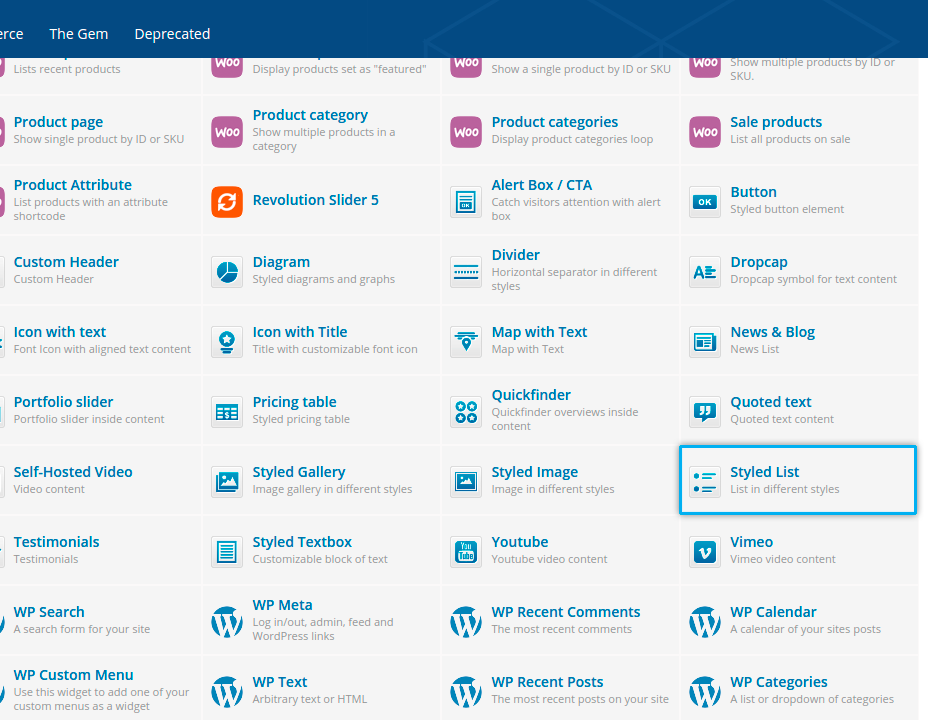 erce The Gem Deprecated
Lists recent products
Display products set as "featured"
Show a single product by ID or SKU
Show multiple products by ID or
SKU.
Product page
Show single product by ID or SKU
Product category
Show multiple products in a
category
Product categories
Display product categories loop
Sale products
List all products on sale
Product Attribute
List products with an attribute
shortcode
Revolution Slider 5
Alert Box / CTA
Catch visitors attention with alert
box
Button
Styled button element
Custom Header
Custom Header
Diagram
Styled diagrams and graphs
Divider
Horizontal separator in different
styles
Dropcap
Dropcap symbol for text content
Icon with text
Font Icon with aligned text content
Icon with Title
Title with customizable font icon
Map with Text
Map with Text
News & Blog
News List
Portfolio slider
Portfolio slider inside content
Pricing table
Styled pricing table
Quickfinder
Quickfinder overviews inside
content
Quoted text
Quoted text content
Self-Hosted Video
Video content
Styled Gallery
Image gallery in different styles
Styled Image
Image in different styles
Styled List
List in different styles
Testimonials
Testimonials
Styled Textbox
Customizable block of text
Youtube
Youtube video content
Vimeo
Vimeo video content
WP Search
A search form for your site
WP Meta
Log in/out, admin, feed and
WordPress links
WP Recent Comments
The most recent comments
WP Calendar
A calendar of your sites posts
WP Custom Menu
Use this widget to add one of your
custom menus as a widget
WP Text
Arbitrary text or HTML
WP Recent Posts
The most recent posts on your site
WP Categories
A list or dropdown of categories